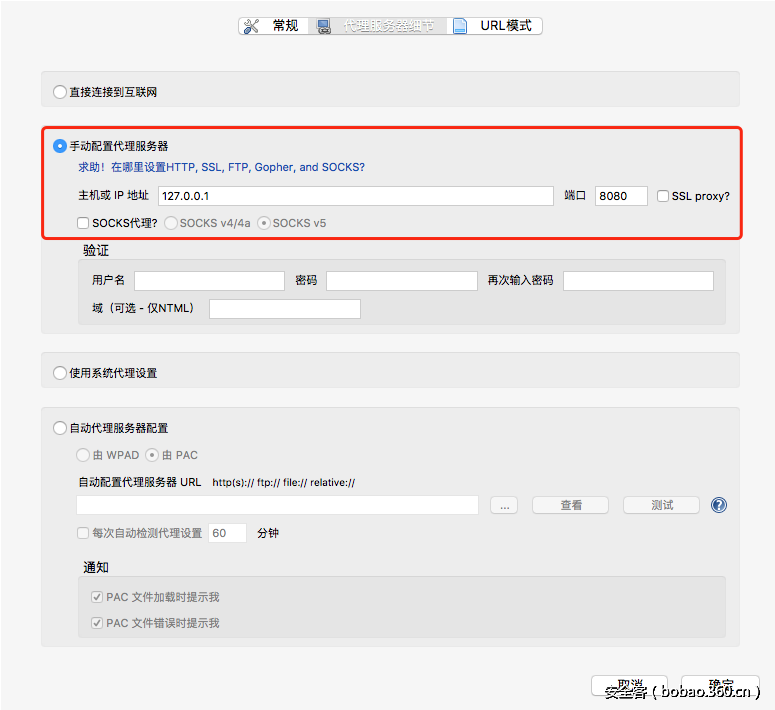 常规 代理服务器细节 URL模式
直接连接到互联网
手动配置代理服务器
求助！在哪里设置HTTP, SSL, FTP, Gopher, and SOCKS?
主机或 IP 地址 127.0.0.1 端口 8080 SSL proxy?
SOCKS代理? SOCKS v4/4a SOCKS v5
验证
用户名 密码 再次输入密码
域（可选 - 仅NTML）
使用系统代理设置
自动代理服务器配置
由 WPAD 由 PAC
自动配置代理服务器 URL http(s):// ftp:// file:// relative://
... 查看 测试 ?
每次自动检测代理设置 60 分钟
通知
PAC 文件加载时提示我
PAC 文件错误时提示我
取消 确定
安全客（bobao.360.cn）